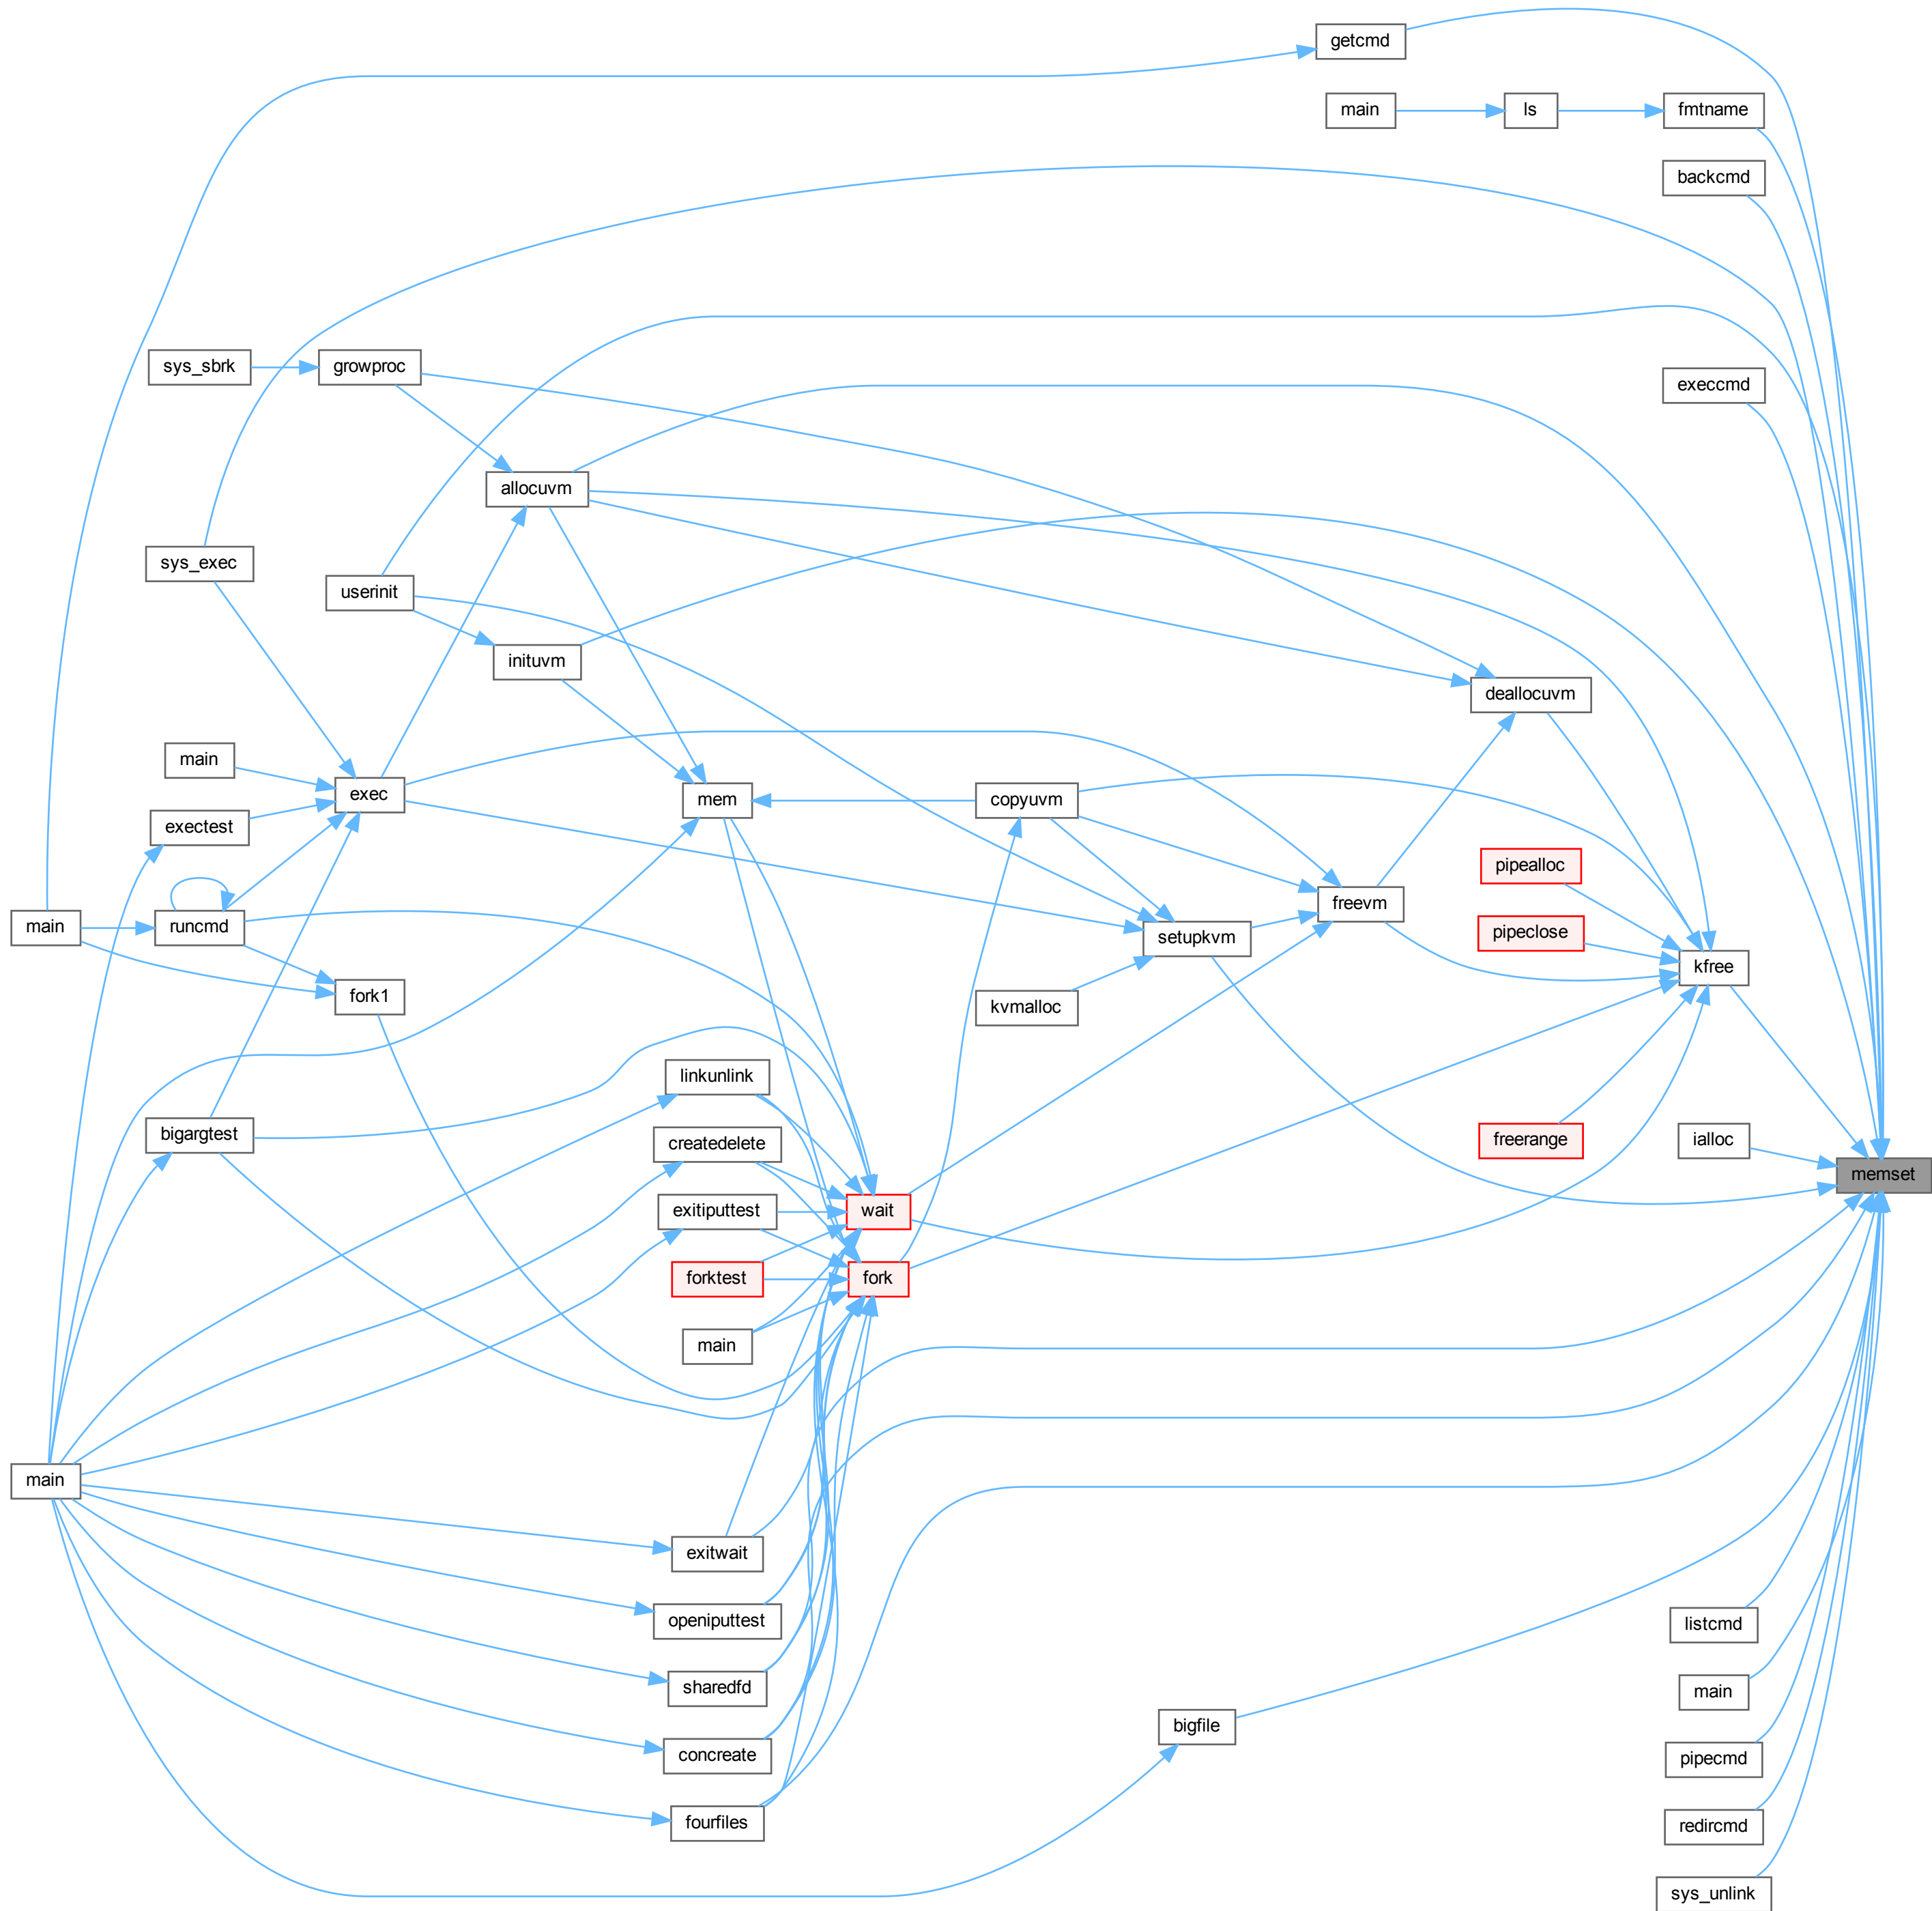 getcmd
main
ls
fmtname
backcmd
sys_sbrk
growproc
execcmd
allocuvm
sys_exec
userinit
inituvm
deallocuvm
main
exec
mem
copyuvm
exectest
pipealloc
freevm
main
runcmd
setupkvm
pipeclose
kfree
fork1
kvmalloc
linkunlink
bigargtest
createdelete
freerange
ialloc
memset
exitiputtest
wait
forktest
fork
main
main
exitwait
openiputtest
listcmd
sharedfd
main
bigfile
concreate
pipecmd
fourfiles
redircmd
sys_unlink